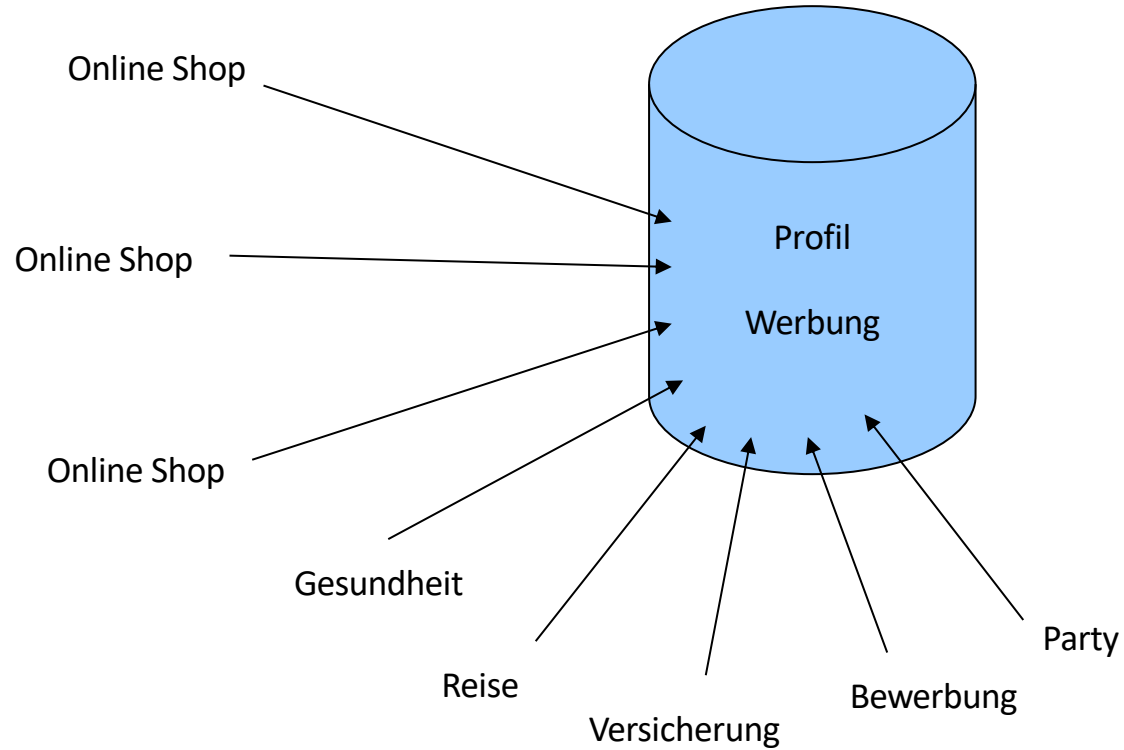 Online Shop
Profil
Online Shop
Werbung
Online Shop
Gesundheit
Party
Reise
Bewerbung
Versicherung